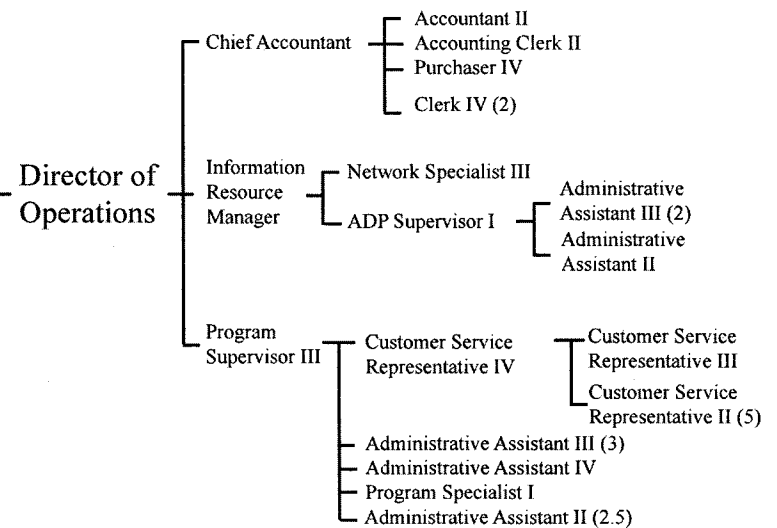 Chief Accountant
Accountant II
Accounting Clerk II
Purchaser IV
Clerk IV (2)
Director of
Operations
Information
Resource
Manager
Network Specialist III
ADP Supervisor I
Administrative
Assistant III (2)
Administrative
Assistant II
Program
Supervisor III
Customer Service
Representative IV
Customer Service
Representative III
Customer Service
Representative II (5)
Administrative Assistant III (3)
Administrative Assistant IV
Program Specialist I
Administrative Assistant II (2.5)